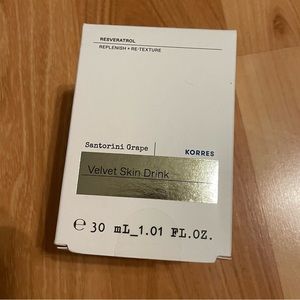 RESVERATROL
REPLENISH + RE-TEXTURE
Santorini Grape
KORRES
Velvet Skin Drink
℮ 30 mL_1.01 FL.OZ.